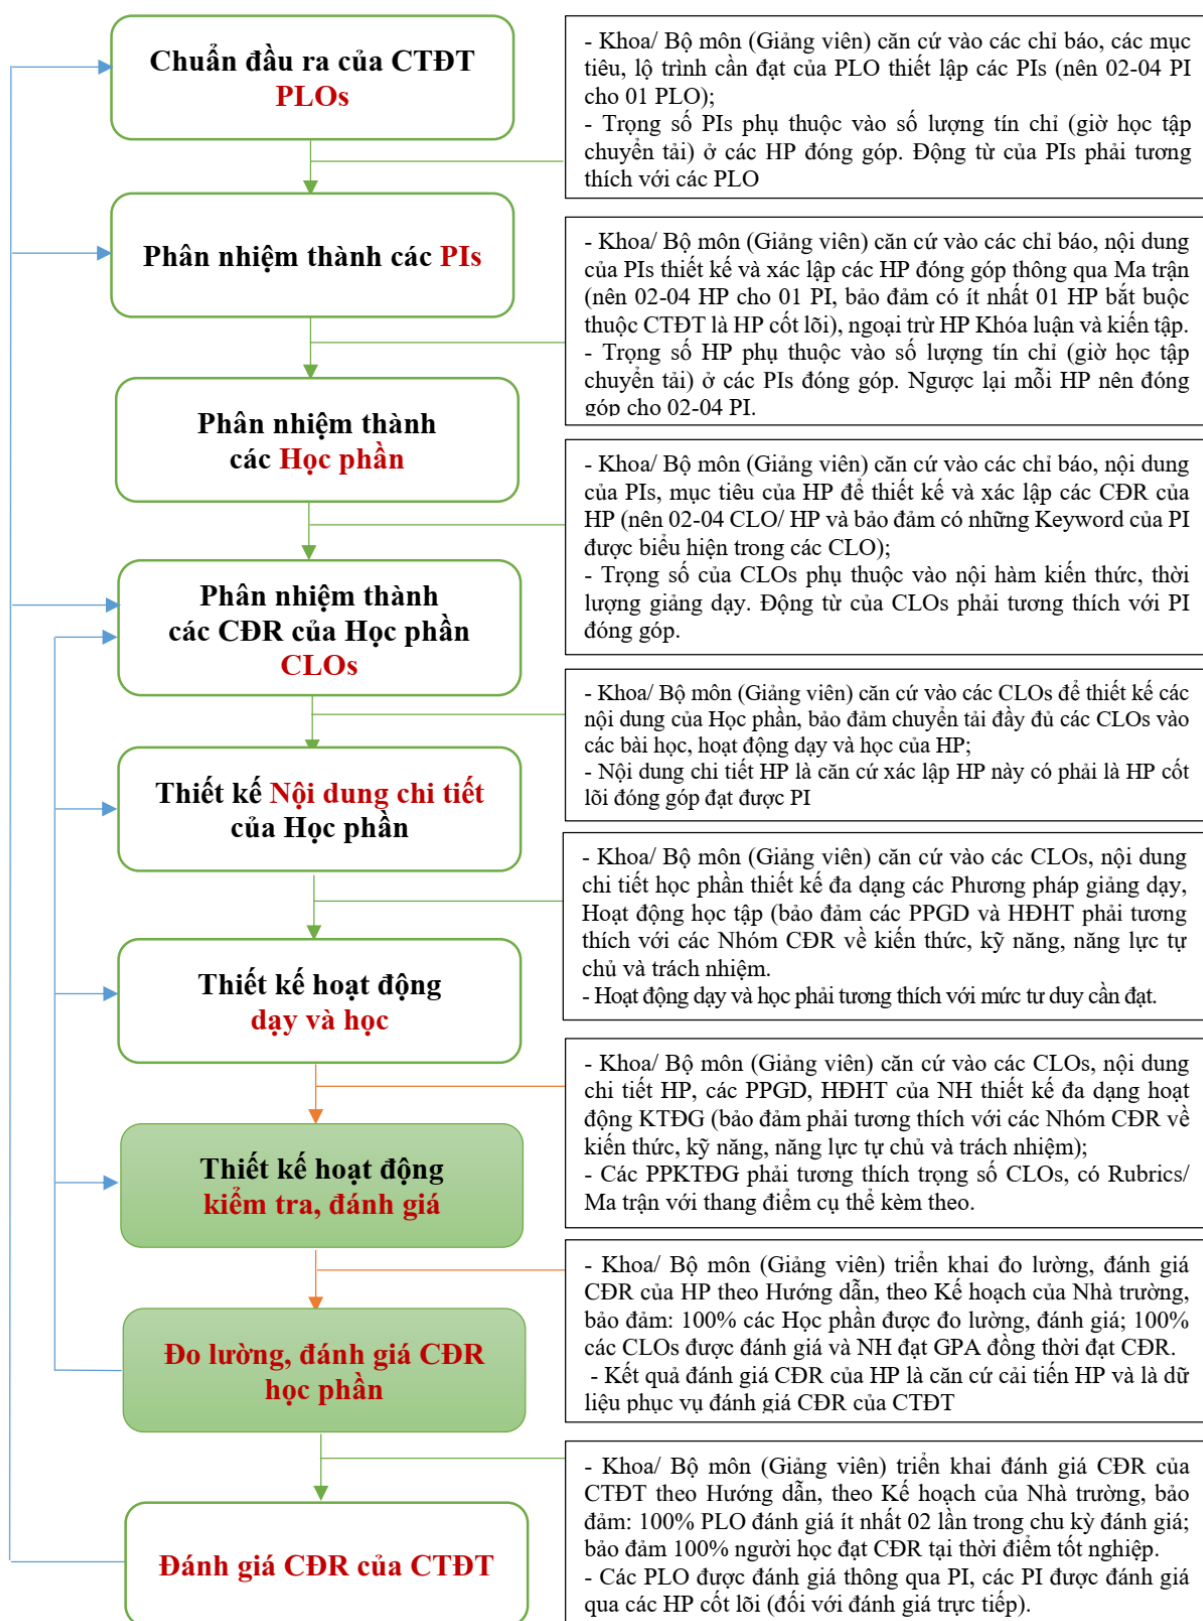 Chuẩn đầu ra của CTĐT
PLOs
- Khoa/ Bộ môn (Giảng viên) căn cứ vào các chỉ báo, các mục
tiêu, lộ trình cần đạt của PLO thiết lập các PIs (nên 02-04 PI
cho 01 PLO);
- Trọng số PIs phụ thuộc vào số lượng tín chỉ (giờ học tập
chuyển tải) ở các HP đóng góp. Động từ của PIs phải tương
thích với các PLO
Phân nhiệm thành các PIs
- Khoa/ Bộ môn (Giảng viên) căn cứ vào các chỉ báo, nội dung
của PIs thiết kế và xác lập các HP đóng góp thông qua Ma trận
(nên 02-04 HP cho 01 PI, bảo đảm có ít nhất 01 HP bắt buộc
thuộc CTĐT là HP cốt lõi), ngoại trừ HP Khóa luận và kiến tập.
- Trọng số HP phụ thuộc vào số lượng tín chỉ (giờ học tập
chuyển tải) ở các PIs đóng góp. Ngược lại mỗi HP nên đóng
góp cho 02-04 PI.
Phân nhiệm thành
các Học phần
- Khoa/ Bộ môn (Giảng viên) căn cứ vào các chỉ báo, nội dung
của PIs, mục tiêu của HP để thiết kế và xác lập các CĐR của
HP (nên 02-04 CLO/ HP và bảo đảm có những Keyword của PI
được biểu hiện trong các CLO);
- Trọng số của CLOs phụ thuộc vào nội hàm kiến thức, thời
lượng giảng dạy. Động từ của CLOs phải tương thích với PI
đóng góp.
Phân nhiệm thành
các CĐR của Học phần
CLOs
- Khoa/ Bộ môn (Giảng viên) căn cứ vào các CLOs để thiết kế các
nội dung của Học phần, bảo đảm chuyển tải đầy đủ các CLOs vào
các bài học, hoạt động dạy và học của HP;
- Nội dung chi tiết HP là căn cứ xác lập HP này có phải là HP cốt
lõi đóng góp đạt được PI
Thiết kế Nội dung chi tiết
của Học phần
- Khoa/ Bộ môn (Giảng viên) căn cứ vào các CLOs, nội dung
chi tiết học phần thiết kế đa dạng các Phương pháp giảng dạy,
Hoạt động học tập (bảo đảm các PPGD và HĐHT phải tương
thích với các Nhóm CĐR về kiến thức, kỹ năng, năng lực tự
chủ và trách nhiệm.
- Hoạt động dạy và học phải tương thích với mức tư duy cần đạt.
Thiết kế hoạt động
dạy và học
- Khoa/ Bộ môn (Giảng viên) căn cứ vào các CLOs, nội dung
chi tiết HP, các PPGD, HĐHT của NH thiết kế đa dạng hoạt
động KTĐG (bảo đảm phải tương thích với các Nhóm CĐR về
kiến thức, kỹ năng, năng lực tự chủ và trách nhiệm);
- Các PPKTĐG phải tương thích trọng số CLOs, có Rubrics/
Ma trận với thang điểm cụ thể kèm theo.
Thiết kế hoạt động
kiểm tra, đánh giá
- Khoa/ Bộ môn (Giảng viên) triển khai đo lường, đánh giá
CĐR của HP theo Hướng dẫn, theo Kế hoạch của Nhà trường,
bảo đảm: 100% các Học phần được đo lường, đánh giá; 100%
các CLOs được đánh giá và NH đạt GPA đồng thời đạt CĐR.
- Kết quả đánh giá CĐR của HP là căn cứ cải tiến HP và là dữ
liệu phục vụ đánh giá CĐR của CTĐT
Đo lường, đánh giá CĐR
học phần
- Khoa/ Bộ môn (Giảng viên) triển khai đánh giá CĐR của
CTĐT theo Hướng dẫn, theo Kế hoạch của Nhà trường, bảo
đảm: 100% PLO đánh giá ít nhất 02 lần trong chu kỳ đánh giá;
bảo đảm 100% người học đạt CĐR tại thời điểm tốt nghiệp.
- Các PLO được đánh giá thông qua PI, các PI được đánh giá
qua các HP cốt lõi (đối với đánh giá trực tiếp).
Đánh giá CĐR của CTĐT